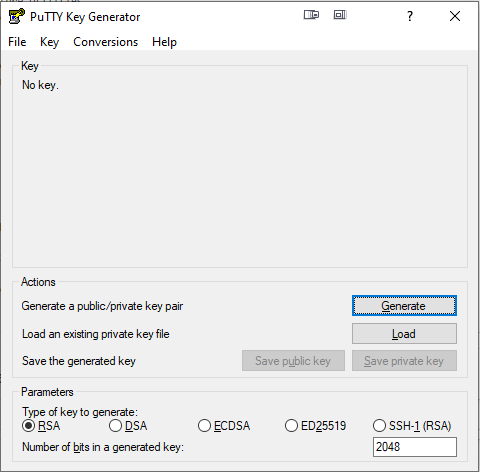 PuTTY Key Generator ? ×
File Key Conversions Help
Key
No key.
Actions
Generate a public/private key pair Generate
Load an existing private key file Load
Save the generated key Save public key Save private key
Parameters
Type of key to generate:
RSA DSA ECDSA ED25519 SSH-1 (RSA)
Number of bits in a generated key: 2048